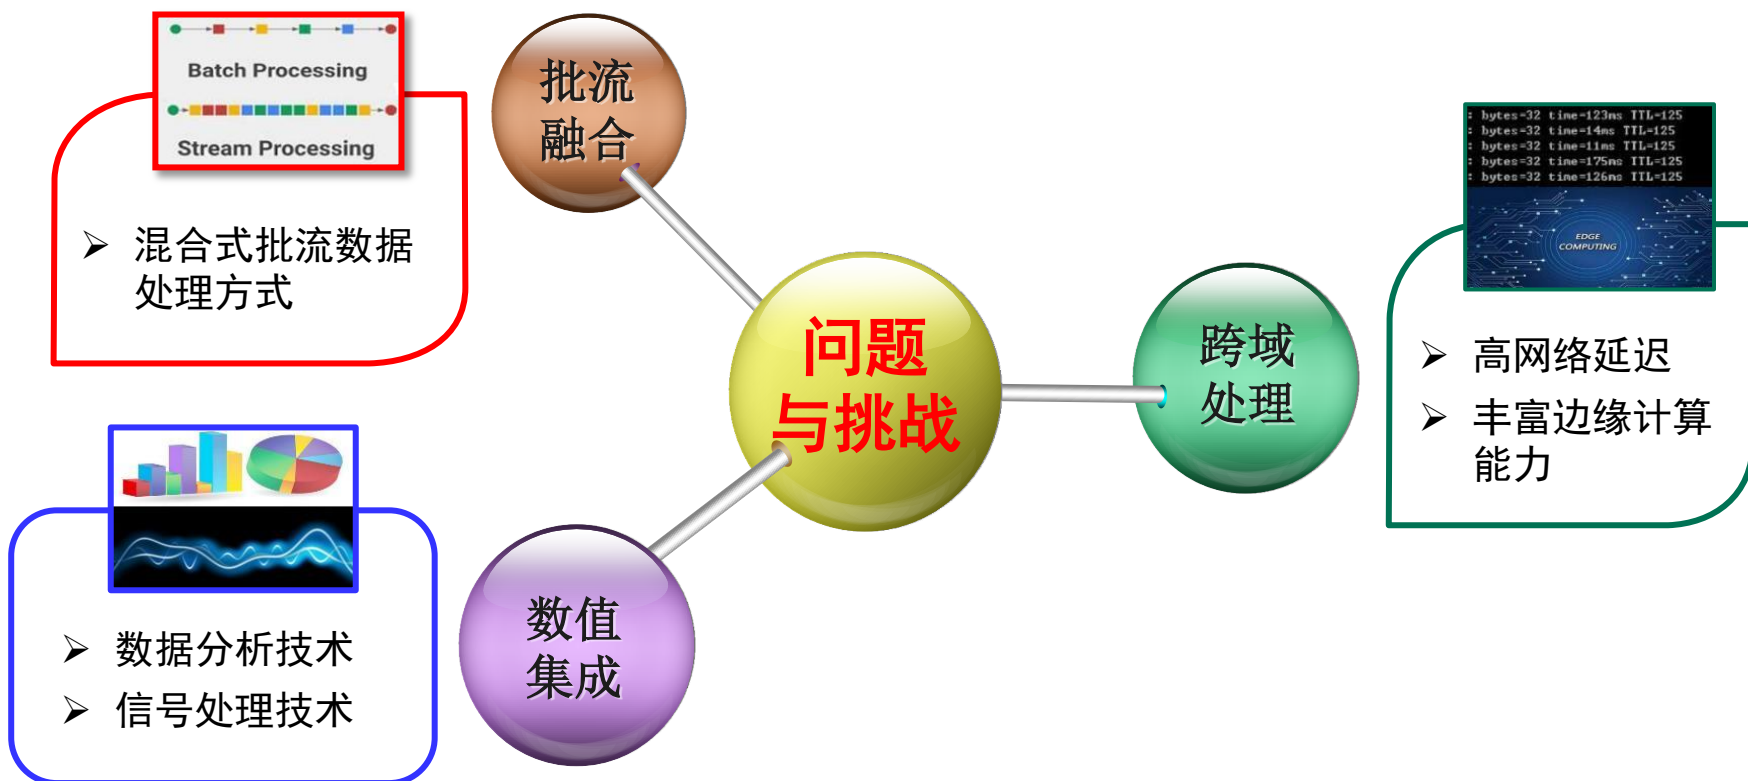 Batch Processing
Stream Processing
➢ 混合式批流数据
处理方式
批流
融合
问题
与挑战
跨域
处理
: bytes=32 time=123ms TTL=125
: bytes=32 time=14ms TTL=125
: bytes=32 time=11ms TTL=125
: bytes=32 time=175ms TTL=125
: bytes=32 time=126ms TTL=125
EDGE
COMPUTING
➢ 高网络延迟
➢ 丰富边缘计算
能力
数值
集成
➢ 数据分析技术
➢ 信号处理技术